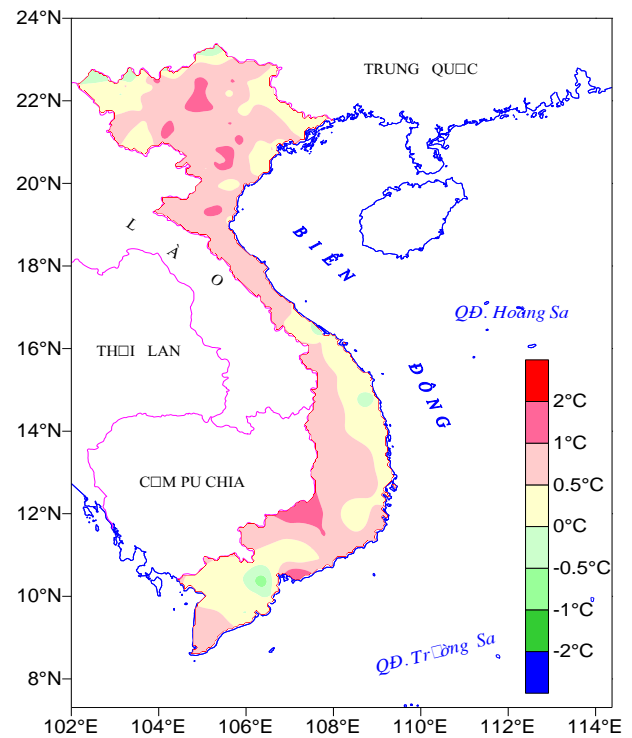 24°N
22°N
20°N
18°N
16°N
14°N
12°N
10°N
8°N
102°E 104°E 106°E 108°E 110°E 112°E 114°E
TRUNG QU□C
LÀO
BIỂN
ĐÔNG
QĐ. Hoàng Sa
TH□I LAN
C□M PU CHIA
QĐ. Tr□ờng Sa
2°C
1°C
0.5°C
0°C
-0.5°C
-1°C
-2°C